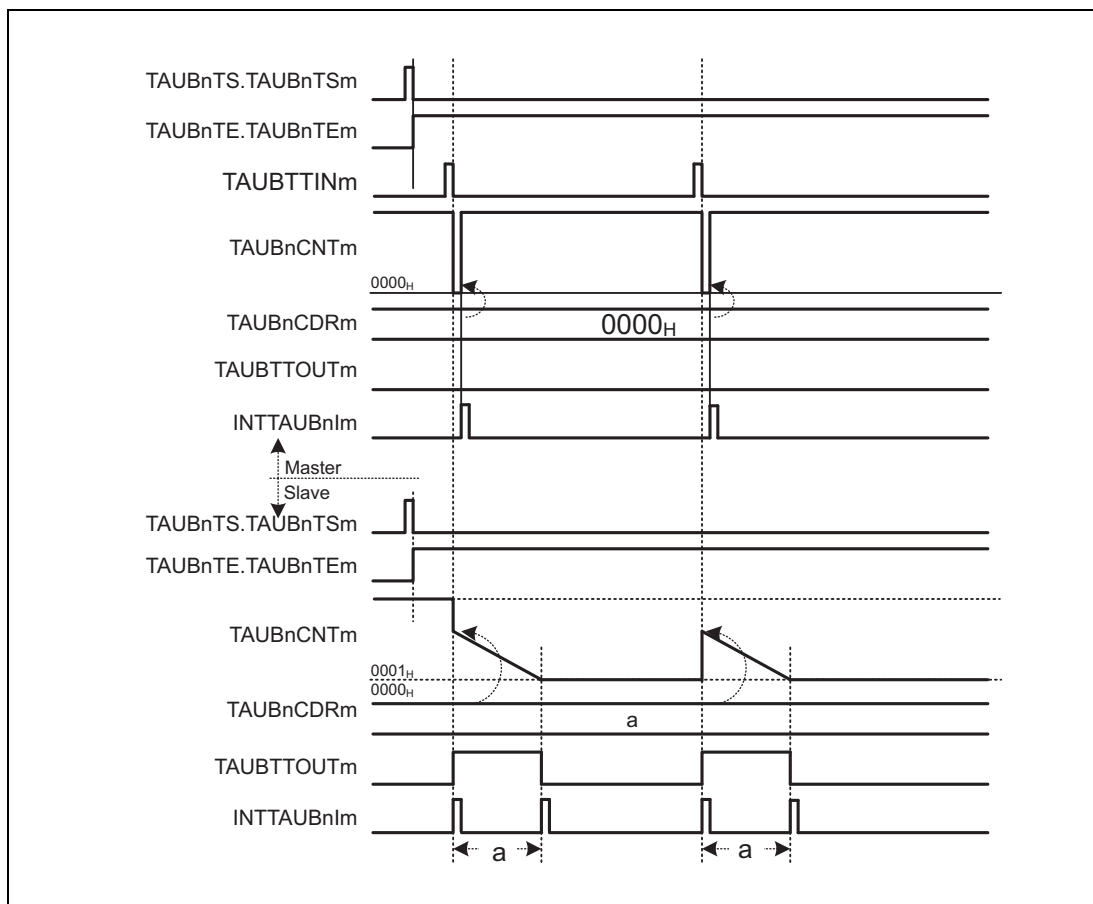 TAUBnTS.TAUBnTSm
TAUBnTE.TAUBnTEm
TAUBTTINm
TAUBnCNTm
0000H
TAUBnCDRm
0000H
TAUBTTOUTm
INTTAUBnIm
Master
Slave
TAUBnTS.TAUBnTSm
TAUBnTE.TAUBnTEm
TAUBnCNTm
0001H
0000H
TAUBnCDRm
a
TAUBTTOUTm
INTTAUBnIm
a a